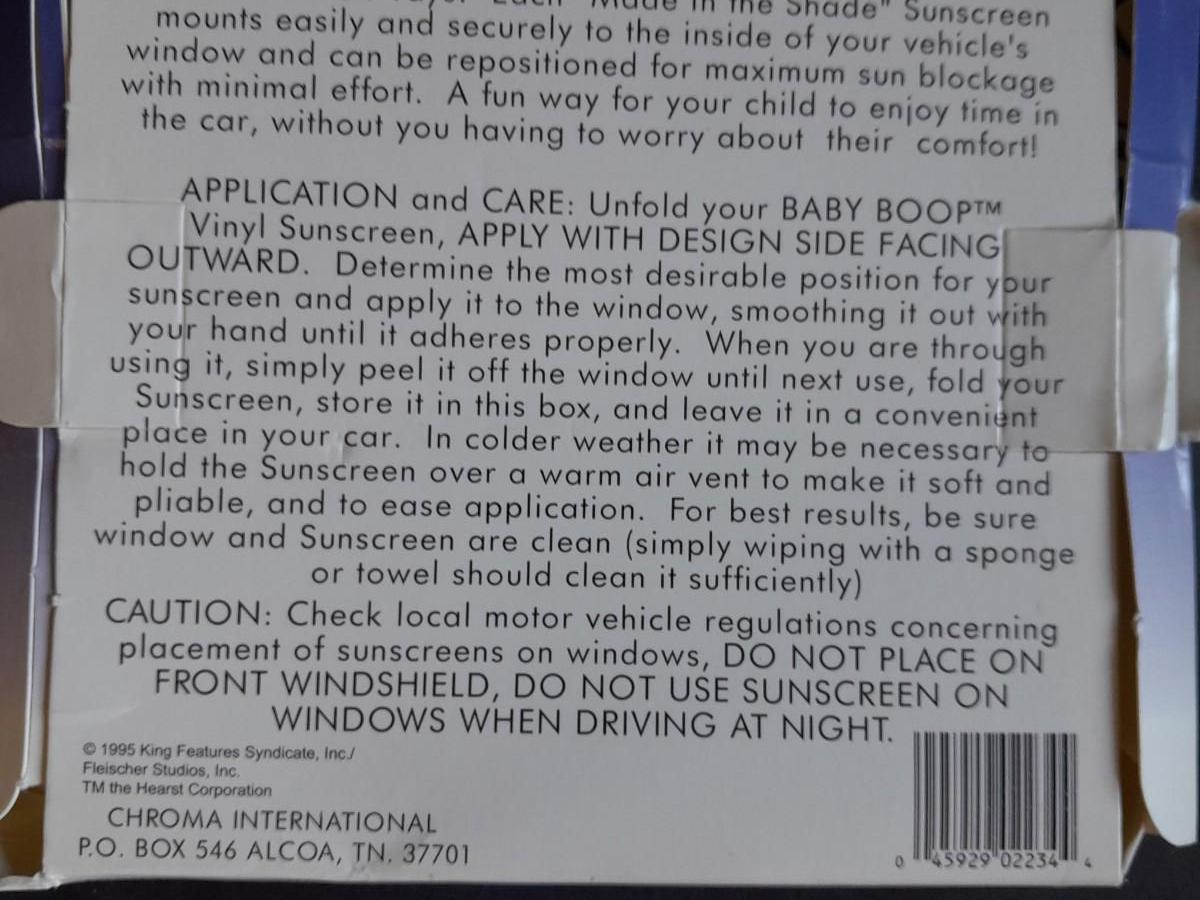 Each "Made in the Shade" Sunscreen
mounts easily and securely to the inside of your vehicle's
window and can be repositioned for maximum sun blockage
with minimal effort. A fun way for your child to enjoy time in
the car, without you having to worry about their comfort!
APPLICATION and CARE: Unfold your BABY BOOP™
Vinyl Sunscreen, APPLY WITH DESIGN SIDE FACING
OUTWARD. Determine the most desirable position for your
sunscreen and apply it to the window, smoothing it out with
your hand until it adheres properly. When you are through
using it, simply peel it off the window until next use, fold your
Sunscreen, store it in this box, and leave it in a convenient
place in your car. In colder weather it may be necessary to
hold the Sunscreen over a warm air vent to make it soft and
pliable, and to ease application. For best results, be sure
window and Sunscreen are clean (simply wiping with a sponge
or towel should clean it sufficiently)
CAUTION: Check local motor vehicle regulations concerning
placement of sunscreens on windows, DO NOT PLACE ON
FRONT WINDSHIELD, DO NOT USE SUNSCREEN ON
WINDOWS WHEN DRIVING AT NIGHT.
© 1995 King Features Syndicate, Inc./
Fleischer Studios, Inc.
TM the Hearst Corporation
CHROMA INTERNATIONAL
P.O. BOX 546 ALCOA, TN. 37701
0 45929 02234 4